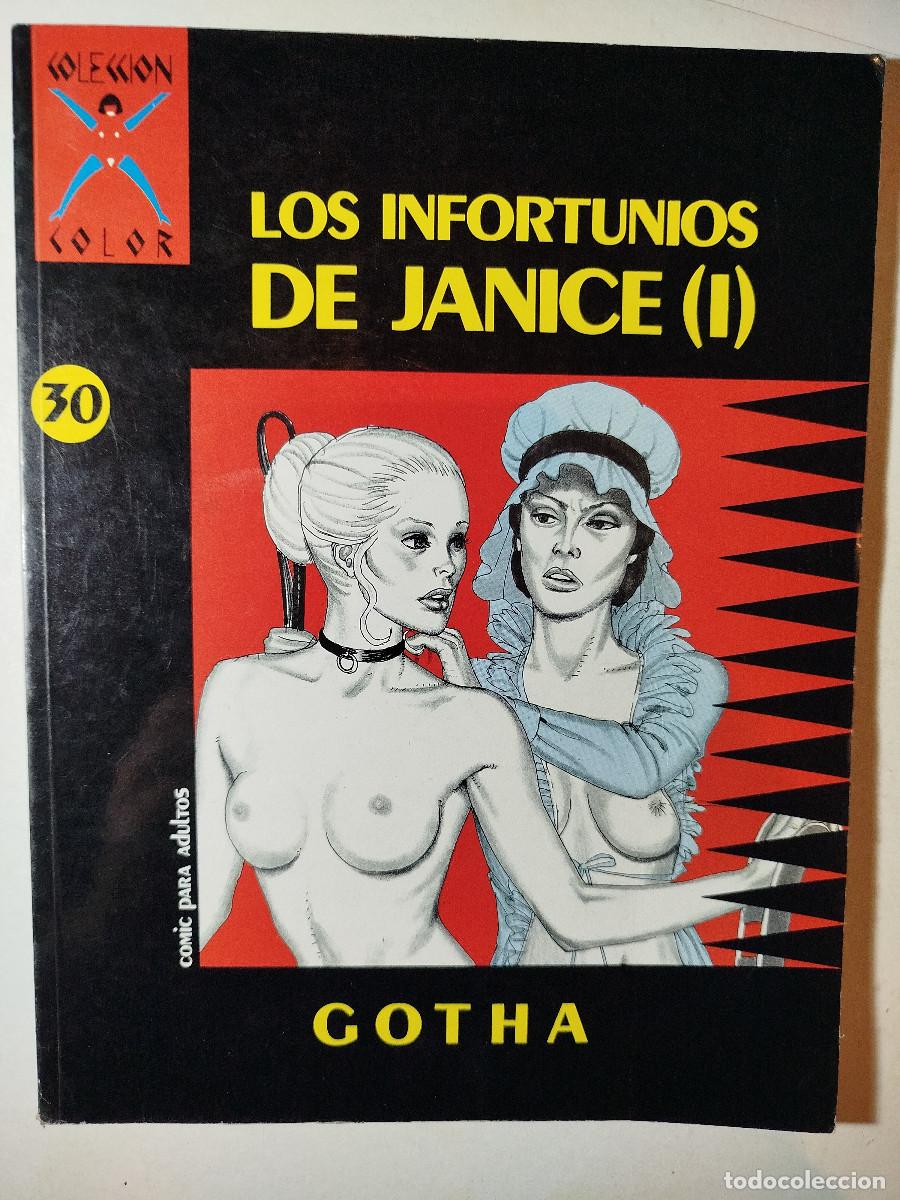 COLECCION
COLOR
LOS INFORTUNIOS
DE JANICE (I)
30
COMIC PARA ADULTOS
GOTHA
todocoleccion